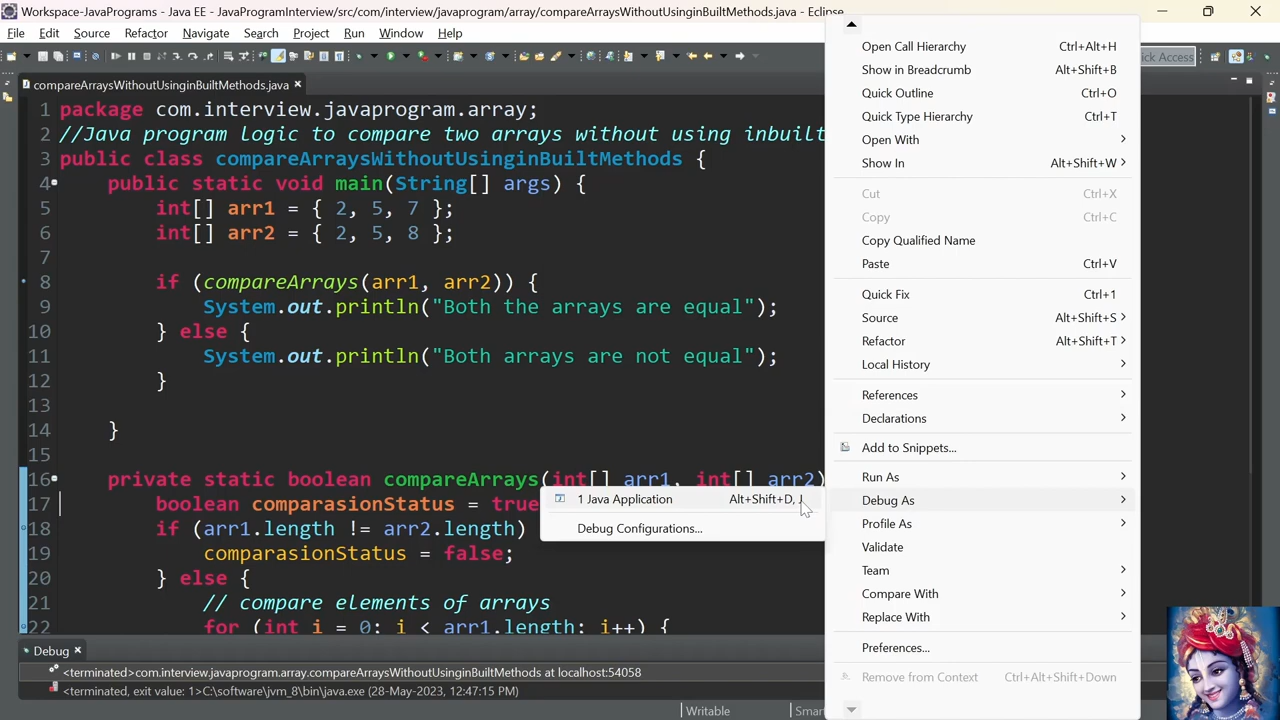 Workspace-JavaPrograms - Java EE - JavaProgramInterview/src/com/interview/javaprogram/array/compareArraysWithoutUsinginBuiltMethods.java - Eclipse
File Edit Source Refactor Navigate Search Project Run Window Help
ck Access
compareArraysWithoutUsinginBuiltMethods.java
1 package com.interview.javaprogram.array;
2 //Java program logic to compare two arrays without using inbuilt
3 public class compareArraysWithoutUsinginBuiltMethods {
4 public static void main(String[] args) {
5 int[] arr1 = { 2, 5, 7 };
6 int[] arr2 = { 2, 5, 8 };
7
8 if (compareArrays(arr1, arr2)) {
9 System.out.println("Both the arrays are equal");
10 } else {
11 System.out.println("Both arrays are not equal");
12 }
13
14 }
15
16 private static boolean compareArrays(int[] arr1, int[] arr2)
17 boolean comparasionStatus = true
18 if (arr1.length != arr2.length)
19 comparasionStatus = false;
20 } else {
21 // compare elements of arrays
22 for (int i = 0; i < arr1.length; i++) {
1 Java Application Alt+Shift+D, J
Debug Configurations...
Open Call Hierarchy Ctrl+Alt+H
Show in Breadcrumb Alt+Shift+B
Quick Outline Ctrl+O
Quick Type Hierarchy Ctrl+T
Open With
Show In Alt+Shift+W
Cut Ctrl+X
Copy Ctrl+C
Copy Qualified Name
Paste Ctrl+V
Quick Fix Ctrl+1
Source Alt+Shift+S
Refactor Alt+Shift+T
Local History
References
Declarations
Add to Snippets...
Run As
Debug As
Profile As
Validate
Team
Compare With
Replace With
Preferences...
Remove from Context Ctrl+Alt+Shift+Down
Debug
<terminated>com.interview.javaprogram.array.compareArraysWithoutUsinginBuiltMethods at localhost:54058
<terminated, exit value: 1>C:\software\jvm_8\bin\java.exe (28-May-2023, 12:47:15 PM)
Writable
Smar